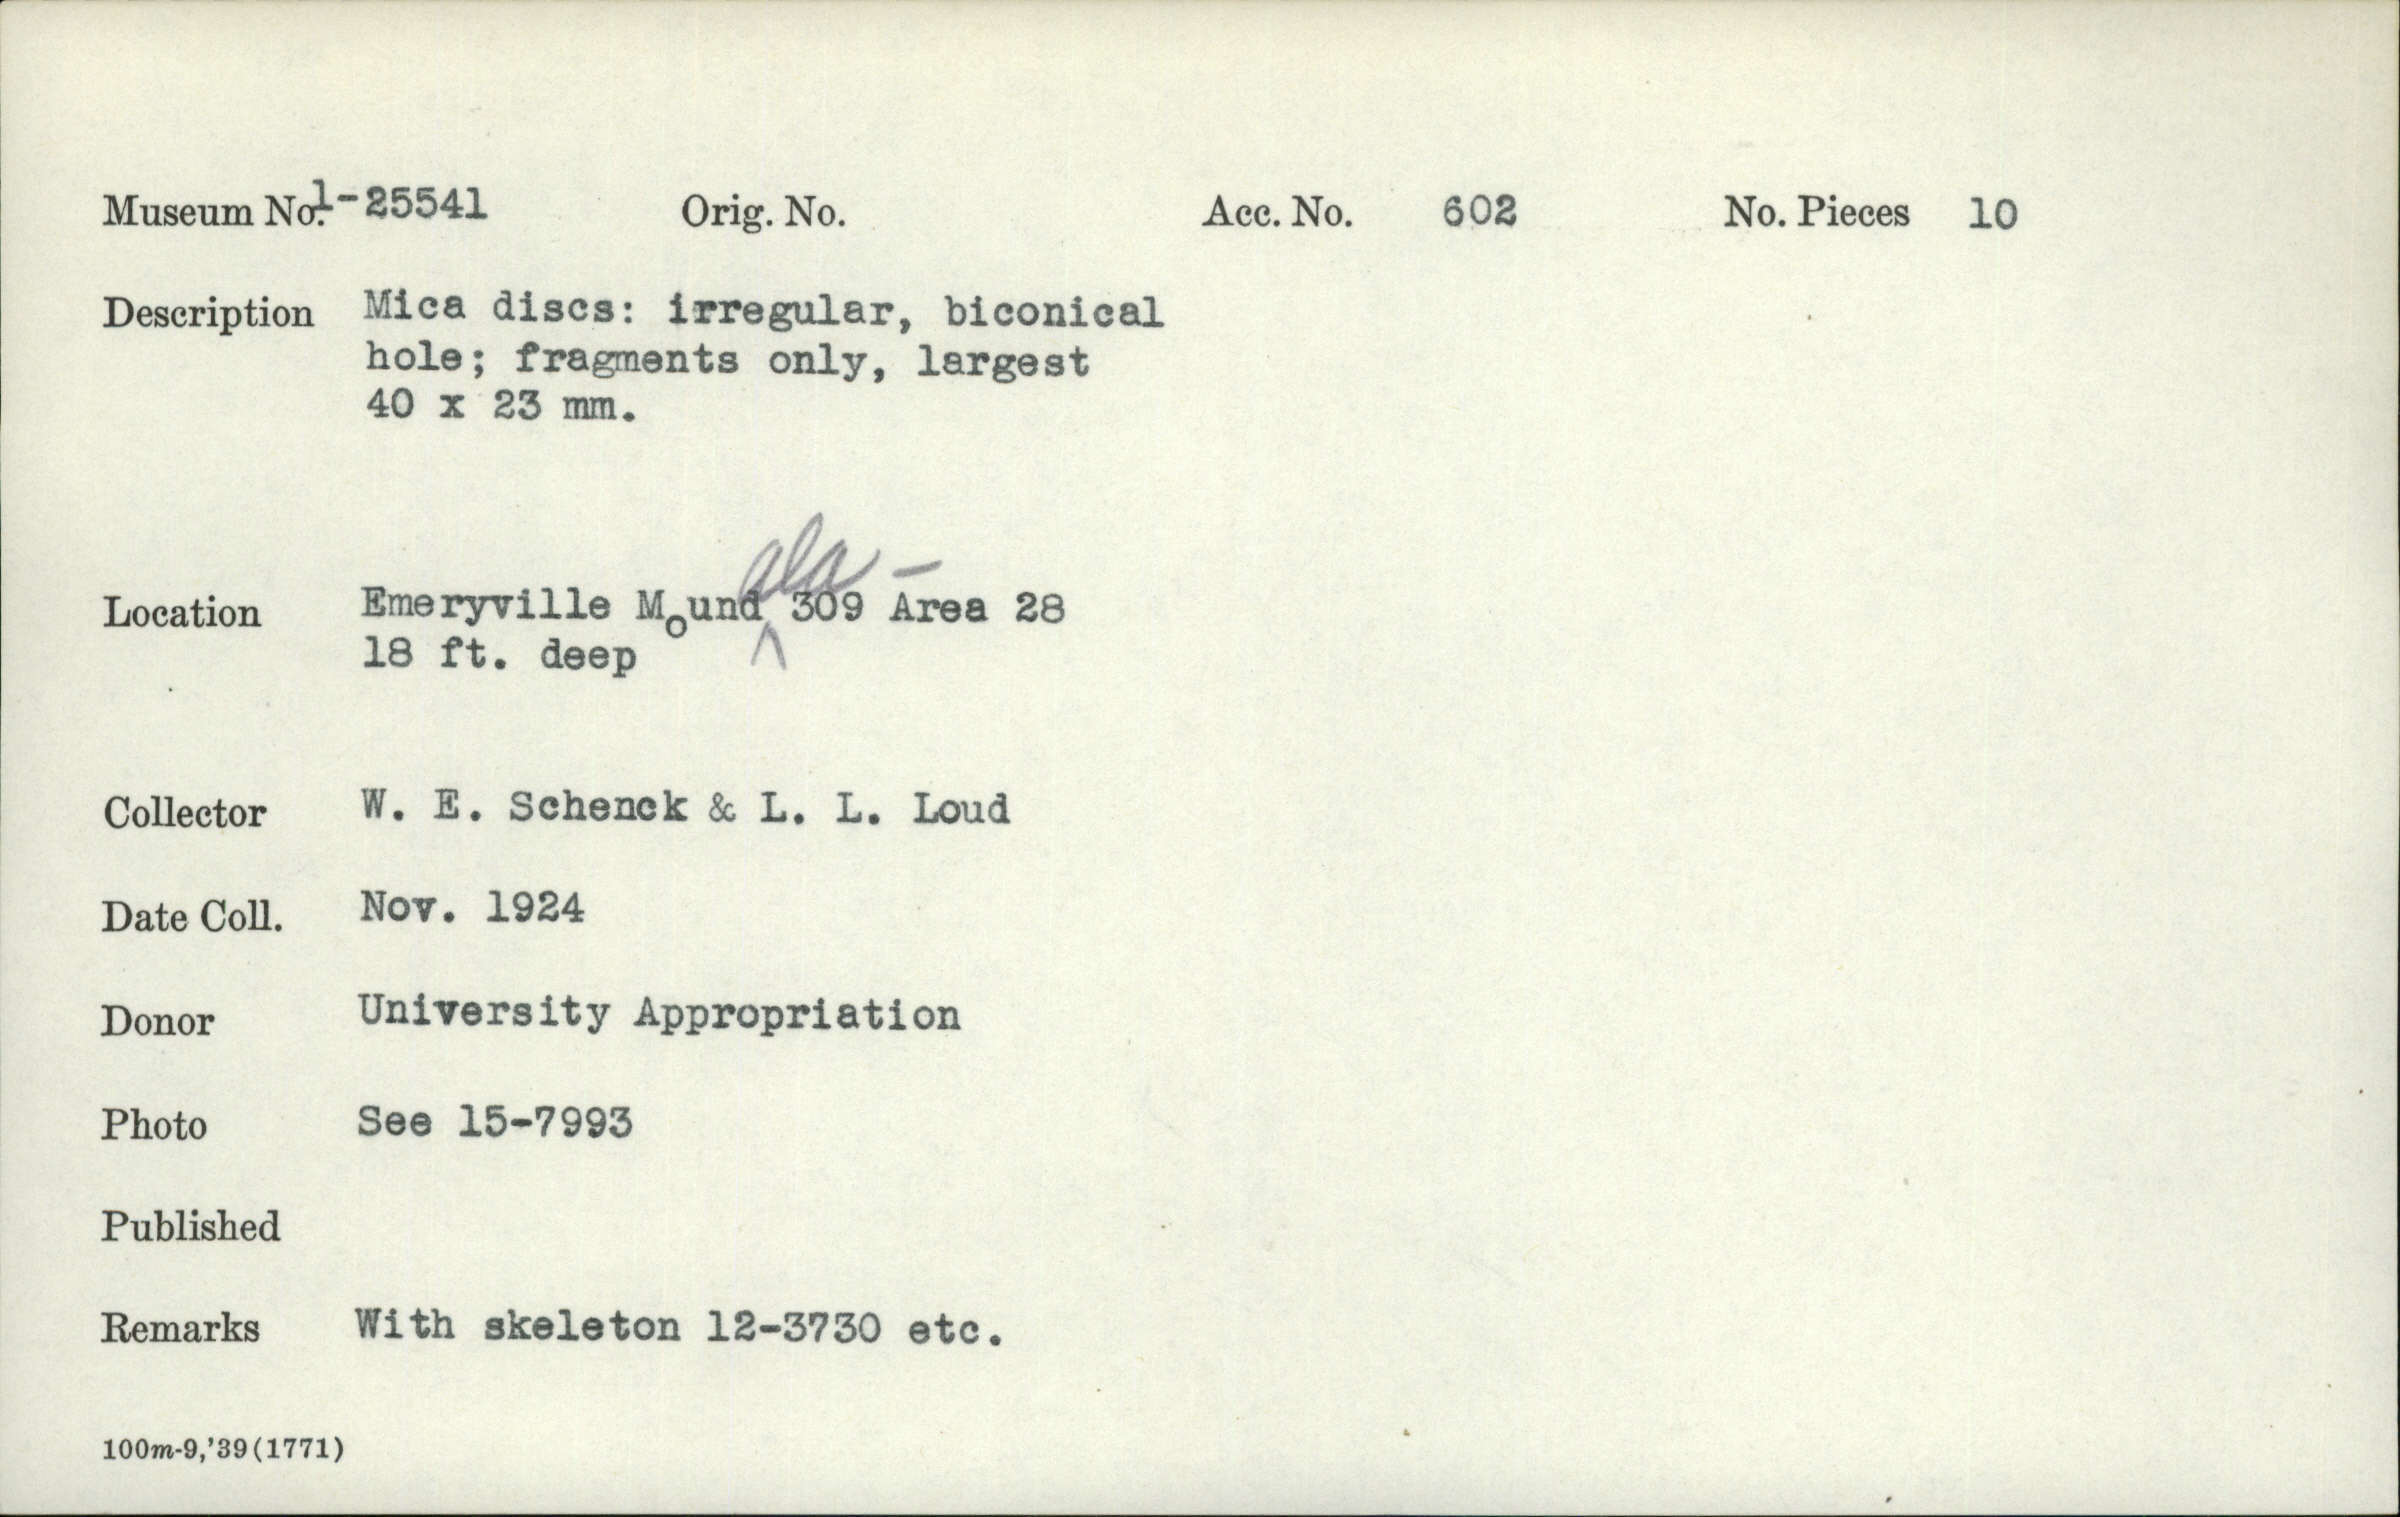 Museum No. 1-25541 Orig. No. Acc. No. 602 No. Pieces 10
Description Mica discs: irregular, biconical
hole; fragments only, largest
40 x 23 mm.
ala —
Location Emeryville Mound ^ 309 Area 28
18 ft. deep
Collector W. E. Schenck & L. L. Loud
Date Coll. Nov. 1924
Donor University Appropriation
Photo See 15-7993
Published
Remarks With skeleton 12-3730 etc.
100m-9,'39(1771)